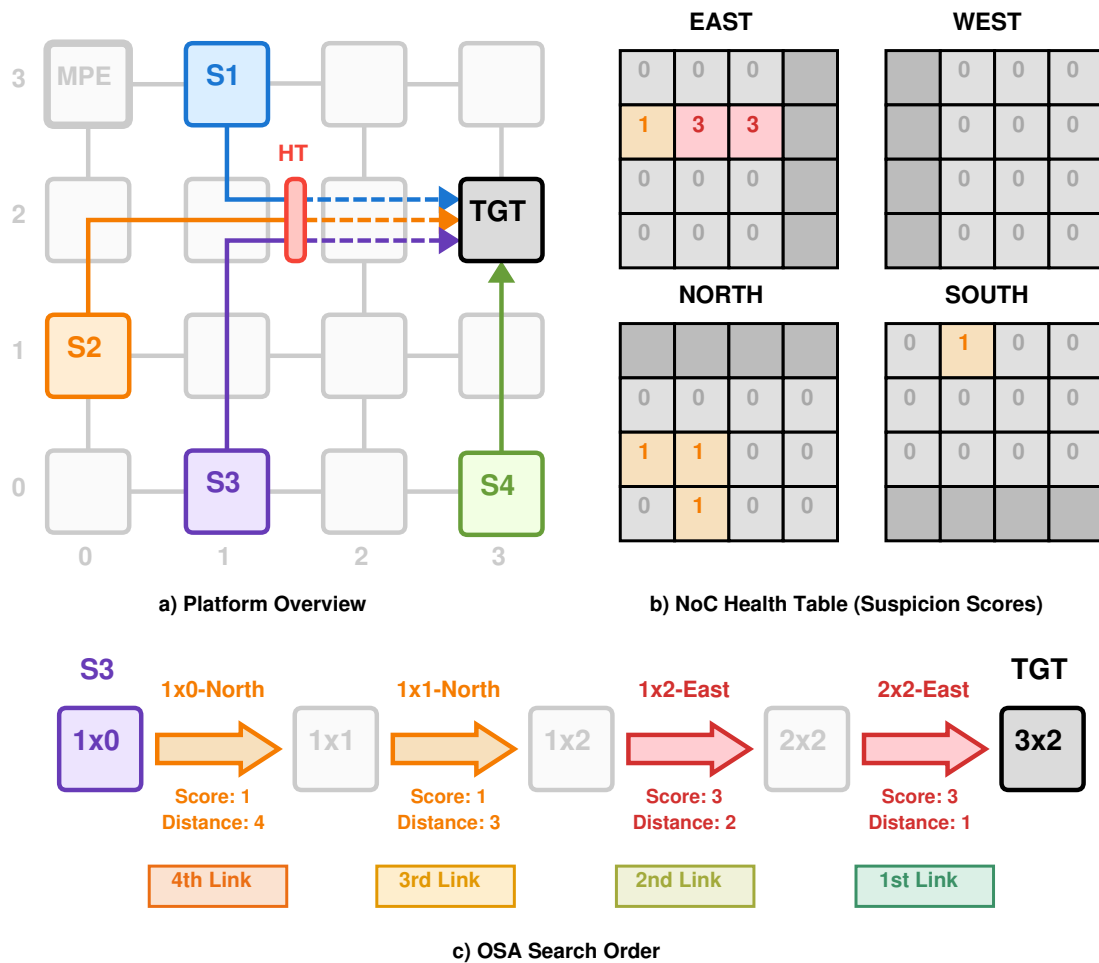 EAST
WEST
3
MPE
S1
HT
2
TGT
1
S2
0
S3
S4
0
1
2
3
a) Platform Overview
0 0 0
1 3 3
0 0 0
0 0 0
0 0 0
0 0 0
0 0 0
0 0 0
NORTH
SOUTH
0 0 0 0
1 1 0 0
0 1 0 0
0 1 0 0
0 0 0 0
0 0 0 0
b) NoC Health Table (Suspicion Scores)
S3
TGT
1x0-North
1x1-North
1x2-East
2x2-East
1x0
1x1
1x2
2x2
3x2
Score: 1
Distance: 4
Score: 1
Distance: 3
Score: 3
Distance: 2
Score: 3
Distance: 1
4th Link
3rd Link
2nd Link
1st Link
c) OSA Search Order